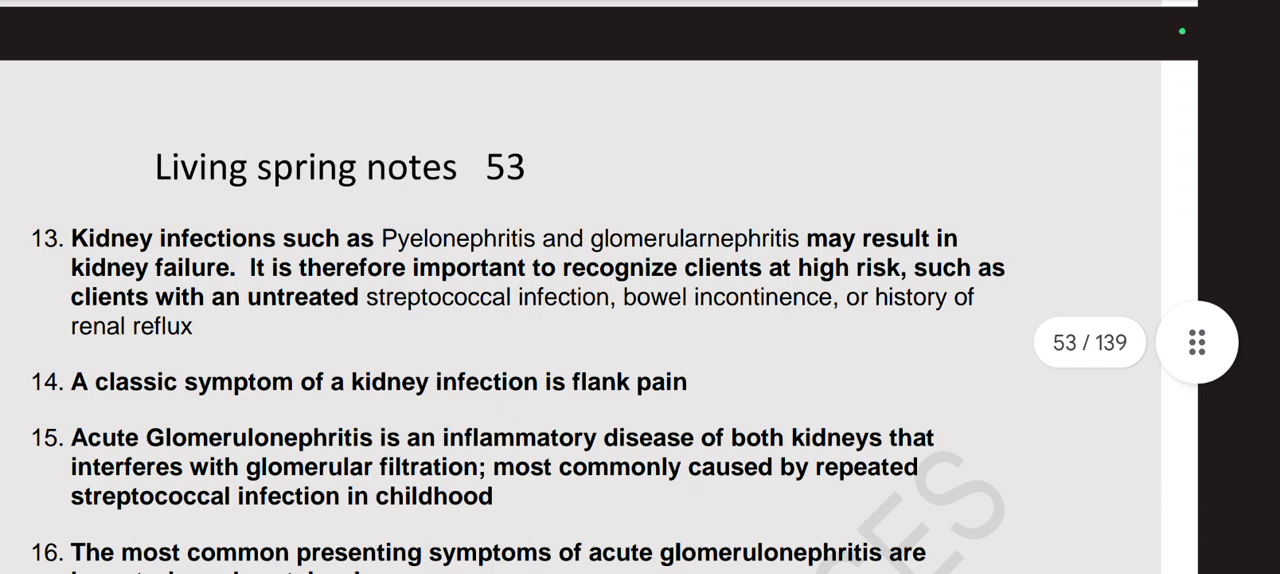 Living spring notes 53
13. Kidney infections such as Pyelonephritis and glomerularnephritis may result in
kidney failure. It is therefore important to recognize clients at high risk, such as
clients with an untreated streptococcal infection, bowel incontinence, or history of
renal reflux
53 / 139
14. A classic symptom of a kidney infection is flank pain
15. Acute Glomerulonephritis is an inflammatory disease of both kidneys that
interferes with glomerular filtration; most commonly caused by repeated
streptococcal infection in childhood
16. The most common presenting symptoms of acute glomerulonephritis are